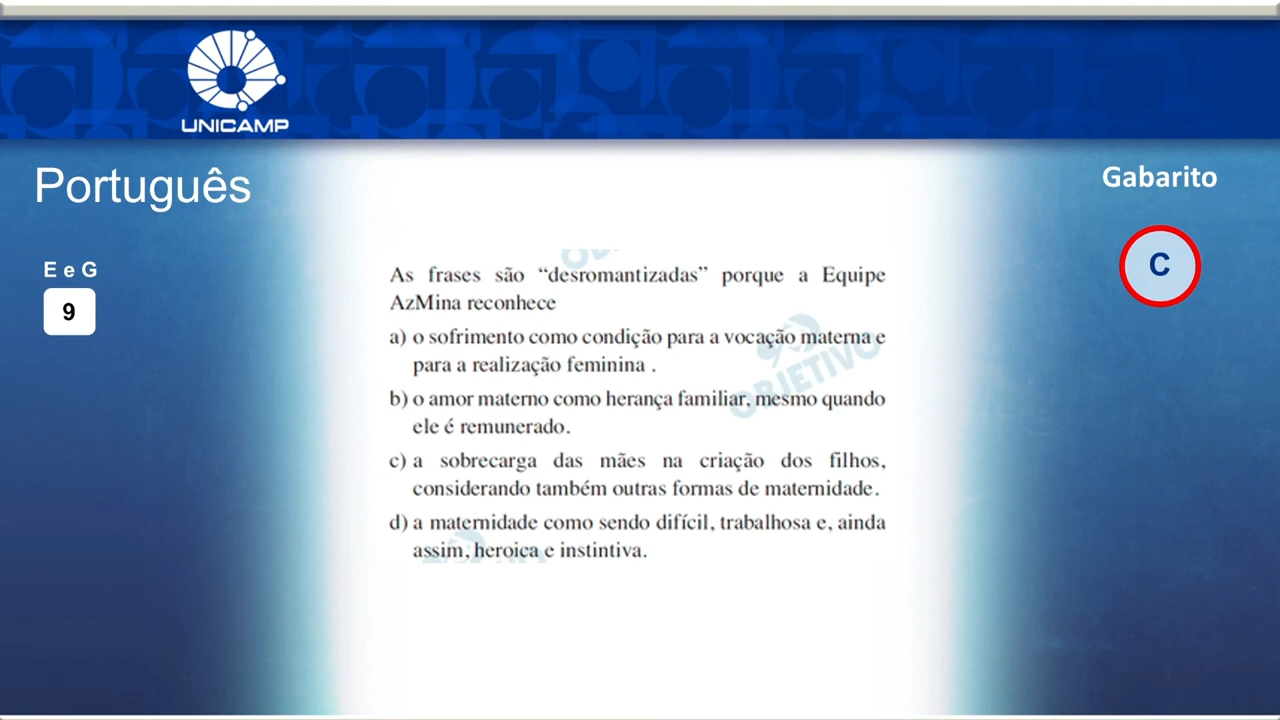 UNICAMP
Português
Gabarito
E e G
9
C
As frases são “desromantizadas” porque a Equipe
AzMina reconhece
a) o sofrimento como condição para a vocação materna e
para a realização feminina .
b) o amor materno como herança familiar, mesmo quando
ele é remunerado.
c) a sobrecarga das mães na criação dos filhos,
considerando também outras formas de maternidade.
d) a maternidade como sendo difícil, trabalhosa e, ainda
assim, heroica e instintiva.
OBJETIVO